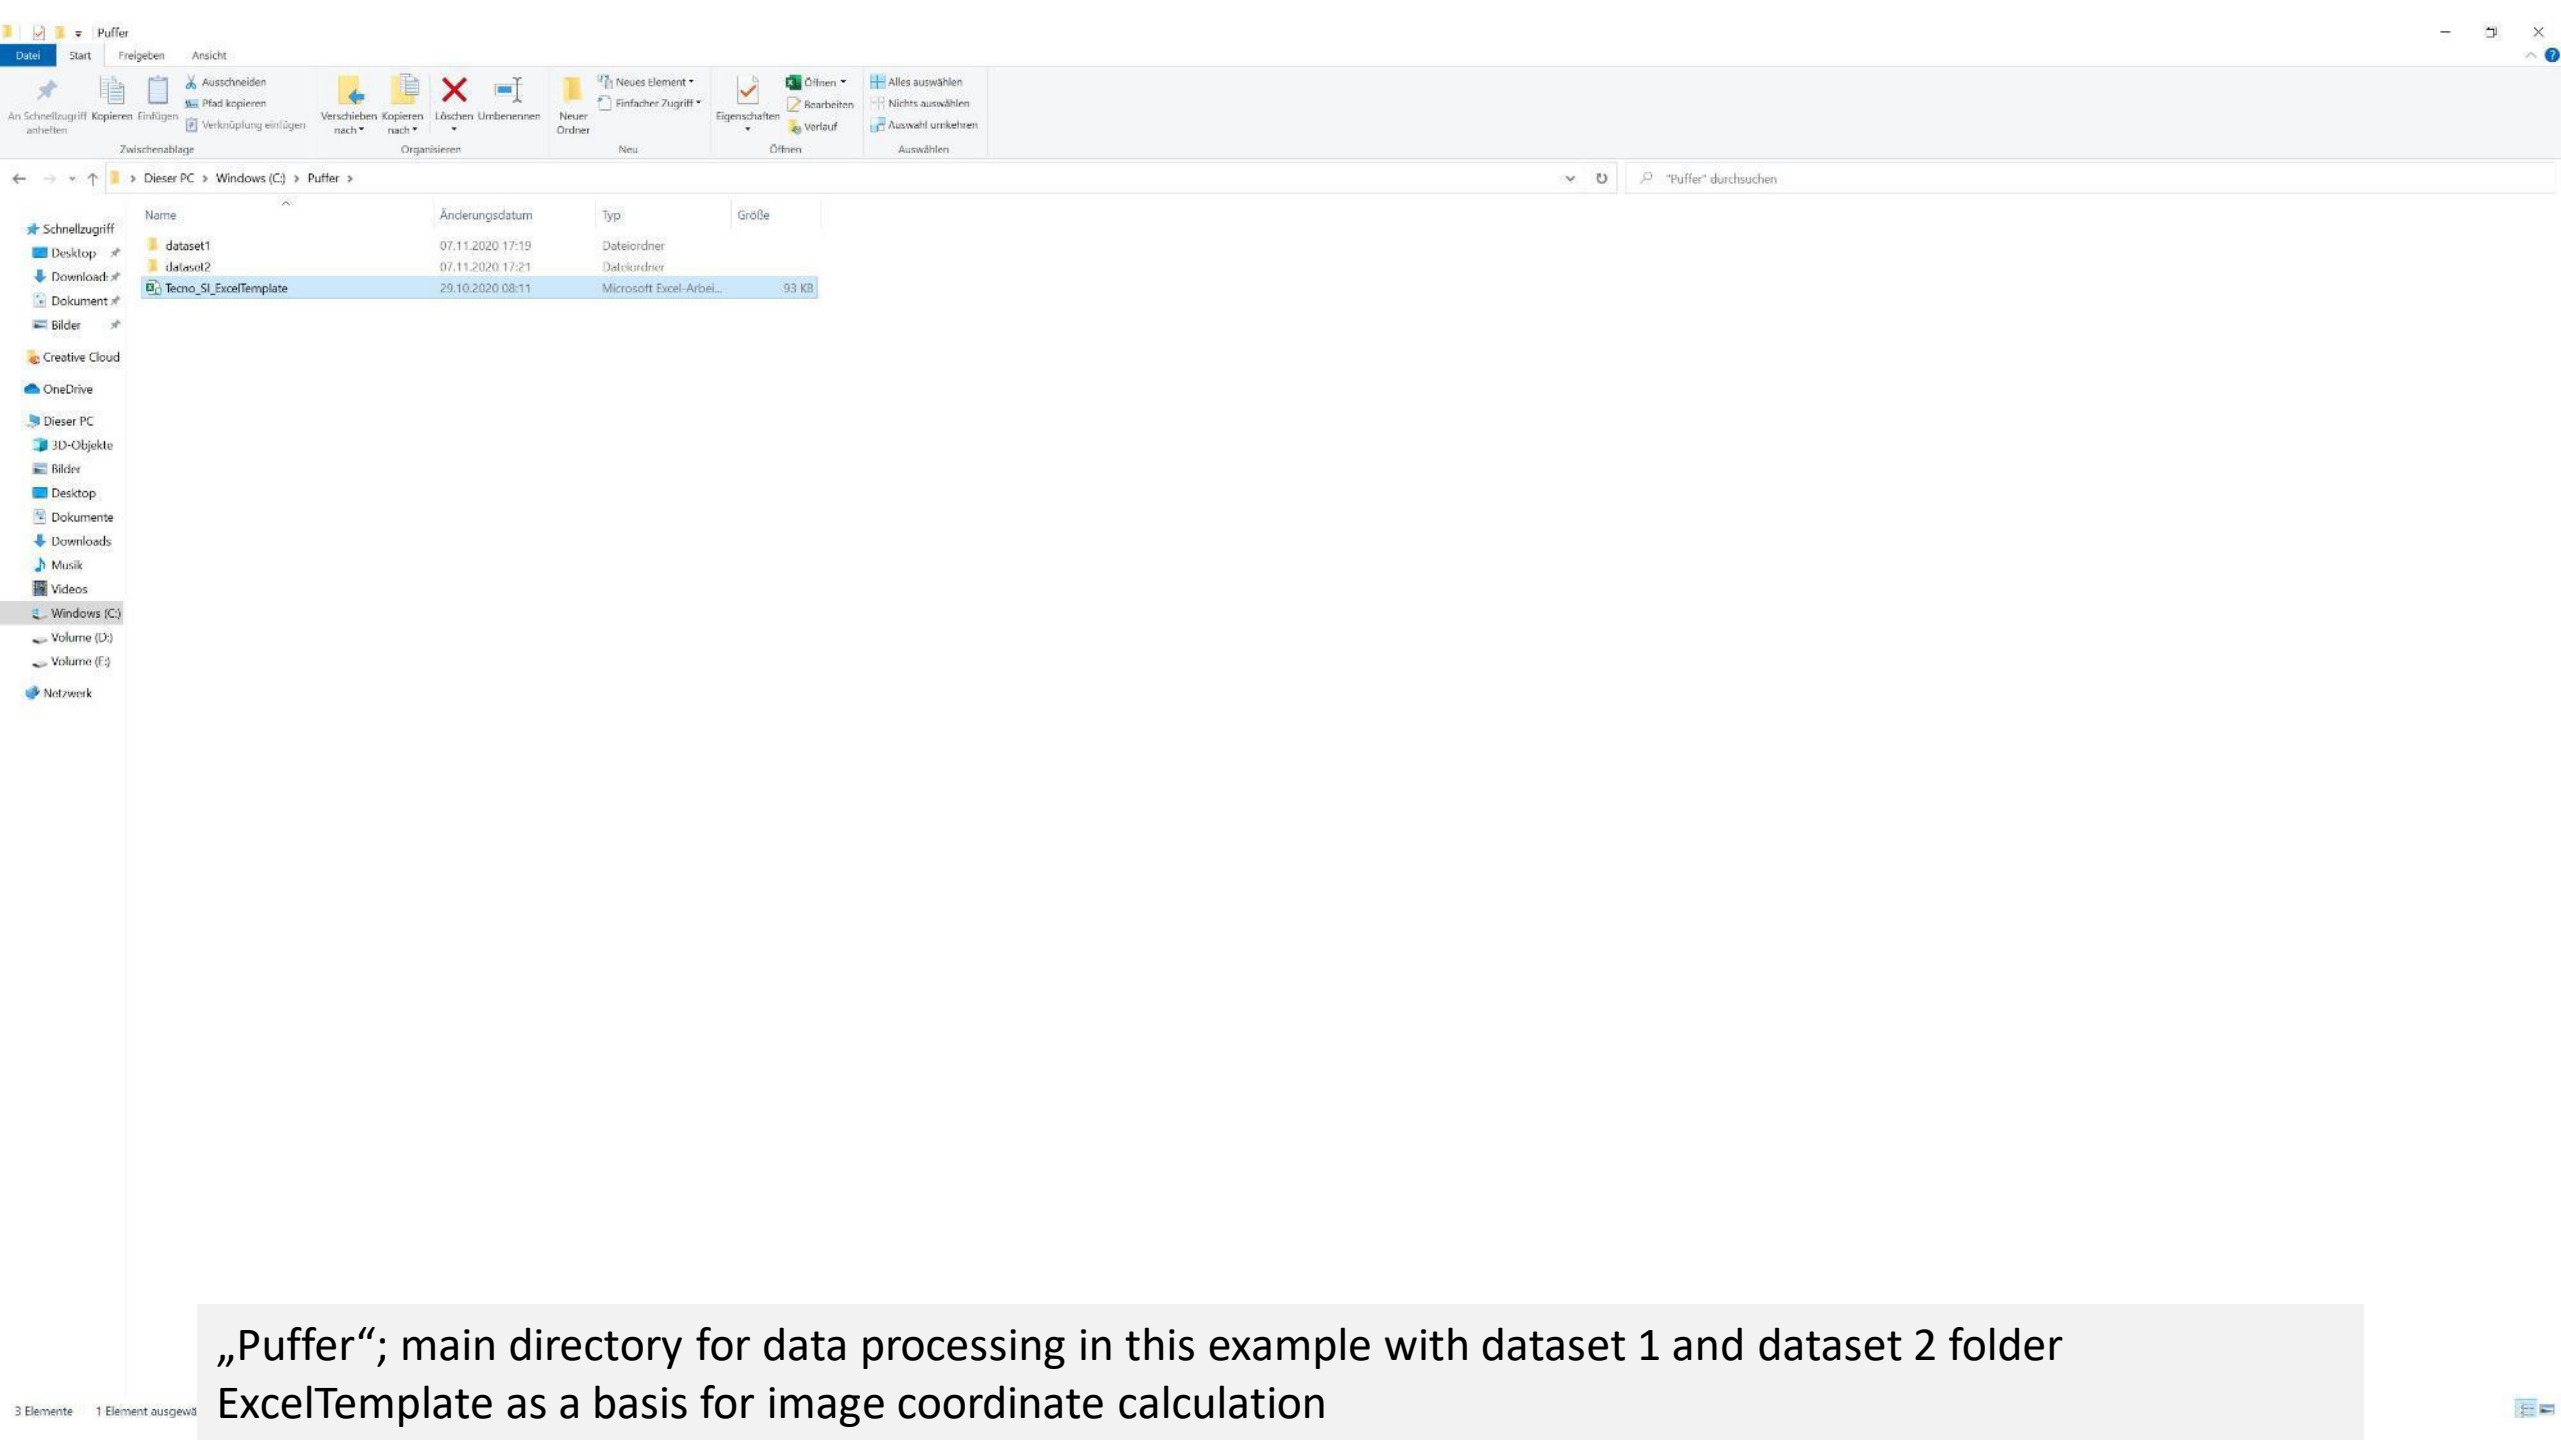 Puffer
Datei Start Freigeben Ansicht
An Schnellzugriff anheften
Kopieren
Einfügen
Ausschneiden
Pfad kopieren
Verknüpfung einfügen
Zwischenablage
Verschieben nach
Kopieren nach
Löschen
Umbenennen
Organisieren
Neuer Ordner
Neues Element
Einfacher Zugriff
Neu
Eigenschaften
Öffnen
Bearbeiten
Verlauf
Öffnen
Alles auswählen
Nichts auswählen
Auswahl umkehren
Auswählen
Dieser PC > Windows (C:) > Puffer >
"Puffer" durchsuchen
Name Änderungsdatum Typ Größe
dataset1 07.11.2020 17:19 Dateiordner
dataset2 07.11.2020 17:21 Dateiordner
Tecno_SI_ExcelTemplate 29.10.2020 08:11 Microsoft Excel-Arbei... 93 KB
Schnellzugriff
Desktop
Download:
Dokument
Bilder
Creative Cloud
OneDrive
Dieser PC
3D-Objekte
Bilder
Desktop
Dokumente
Downloads
Musik
Videos
Windows (C:)
Volume (D:)
Volume (E:)
Netzwerk
„Puffer“; main directory for data processing in this example with dataset 1 and dataset 2 folder
ExcelTemplate as a basis for image coordinate calculation
3 Elemente 1 Element ausgewä